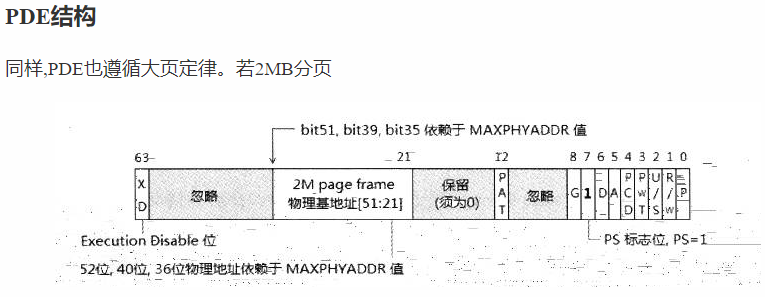 PDE结构
同样,PDE也遵循大页定律。若2MB分页
bit51, bit39, bit35 依赖于 MAXPHYADDR 值
63 21 12 8 7 6 5 4 3 2 1 0
XD 忽略 2M page frame 物理基地址[51:21] 保留 (须为0) PAT 忽略 G 1 D A PCD PWT U/S R/W P
Execution Disable 位
PS 标志位, PS=1
52位, 40位, 36位物理地址依赖于 MAXPHYADDR 值